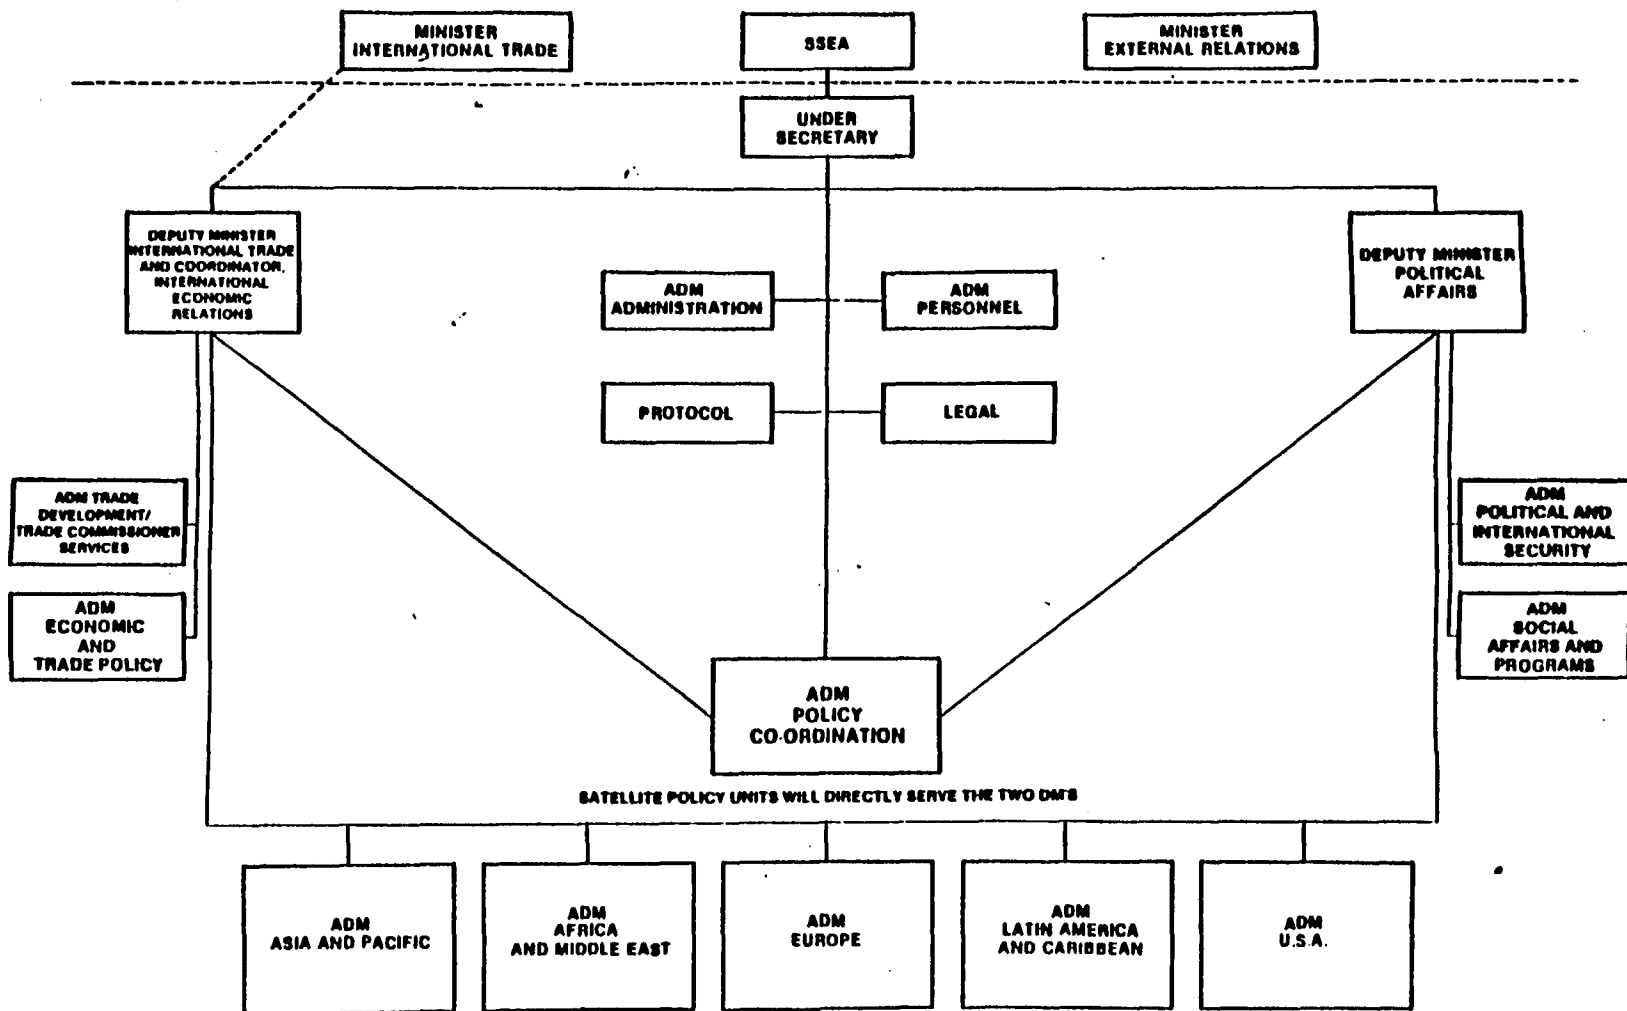 MINISTER
INTERNATIONAL TRADE
SSEA
MINISTER
EXTERNAL RELATIONS
UNDER
SECRETARY
DEPUTY MINISTER
INTERNATIONAL TRADE
AND COORDINATOR,
INTERNATIONAL
ECONOMIC
RELATIONS
DEPUTY MINISTER
POLITICAL
AFFAIRS
ADM
ADMINISTRATION
ADM
PERSONNEL
PROTOCOL
LEGAL
ADM TRADE
DEVELOPMENT/
TRADE COMMISSIONER
SERVICES
ADM
POLITICAL AND
INTERNATIONAL
SECURITY
ADM
ECONOMIC
AND
TRADE POLICY
ADM
SOCIAL
AFFAIRS AND
PROGRAMS
ADM
POLICY
CO-ORDINATION
SATELLITE POLICY UNITS WILL DIRECTLY SERVE THE TWO DM'S
ADM
ASIA AND PACIFIC
ADM
AFRICA
AND MIDDLE EAST
ADM
EUROPE
ADM
LATIN AMERICA
AND CARIBBEAN
ADM
U.S.A.